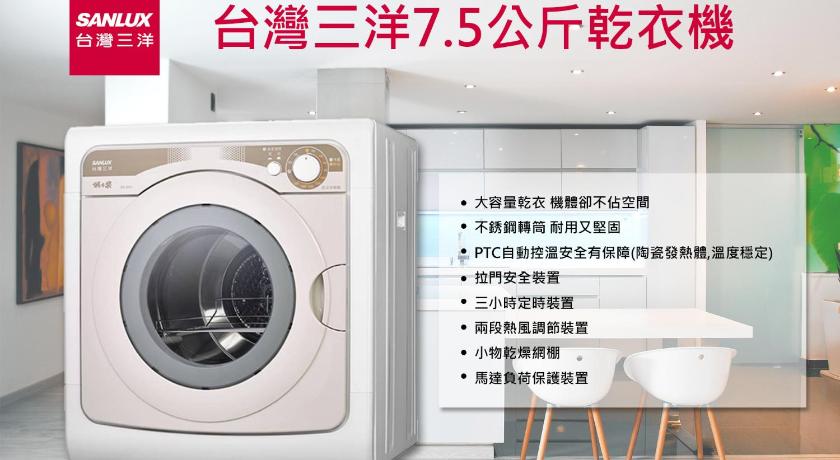 SANLUX
台灣三洋
台灣三洋7.5公斤乾衣機
SANLUX
台灣三洋
大容量乾衣 機體卻不佔空間
不銹鋼轉筒 耐用又堅固
PTC自動控溫安全有保障(陶瓷發熱體,溫度穩定)
拉門安全裝置
三小時定時裝置
兩段熱風調節裝置
小物乾燥網棚
馬達負荷保護裝置